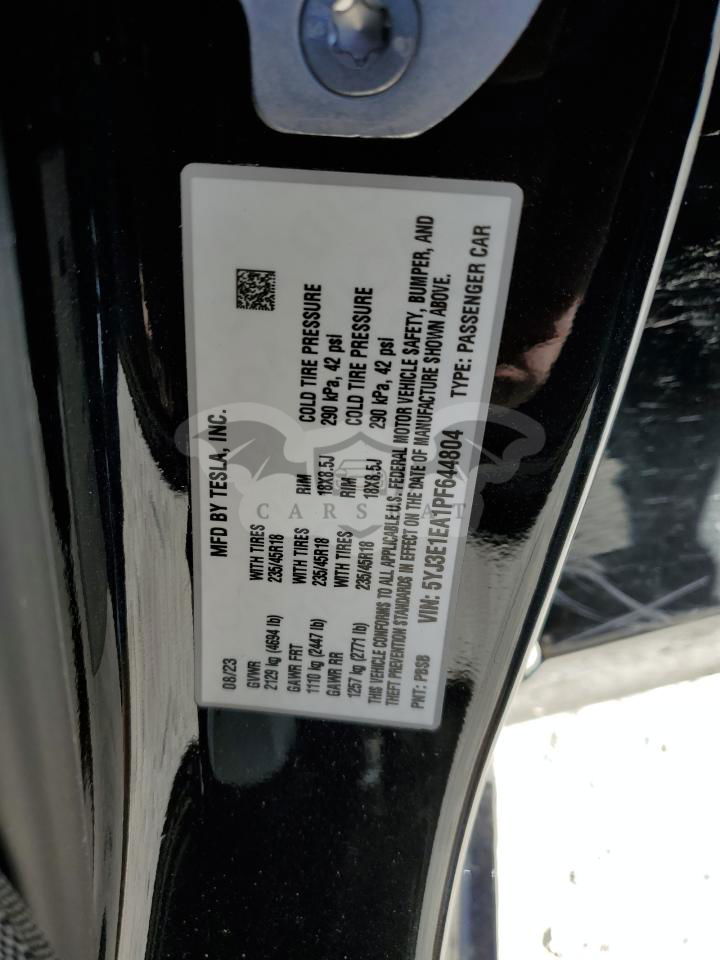 MFD BY TESLA, INC.
08/23
GVWR WITH TIRES RIM COLD TIRE PRESSURE
2129 kg (4694 lb) 235/45R18 18X8.5J 290 kPa, 42 psi
GAWR FRT WITH TIRES RIM COLD TIRE PRESSURE
1110 kg (2447 lb) 235/45R18 18X8.5J 290 kPa, 42 psi
GAWR RR WITH TIRES
1257 kg (2771 lb) 235/45R18
THIS VEHICLE CONFORMS TO ALL APPLICABLE U.S. FEDERAL MOTOR VEHICLE SAFETY, BUMPER, AND
THEFT PREVENTION STANDARDS IN EFFECT ON THE DATE OF MANUFACTURE SHOWN ABOVE.
PNT: PBSB VIN: 5YJ3E1EA1PF644804 TYPE: PASSENGER CAR
CARSBAT